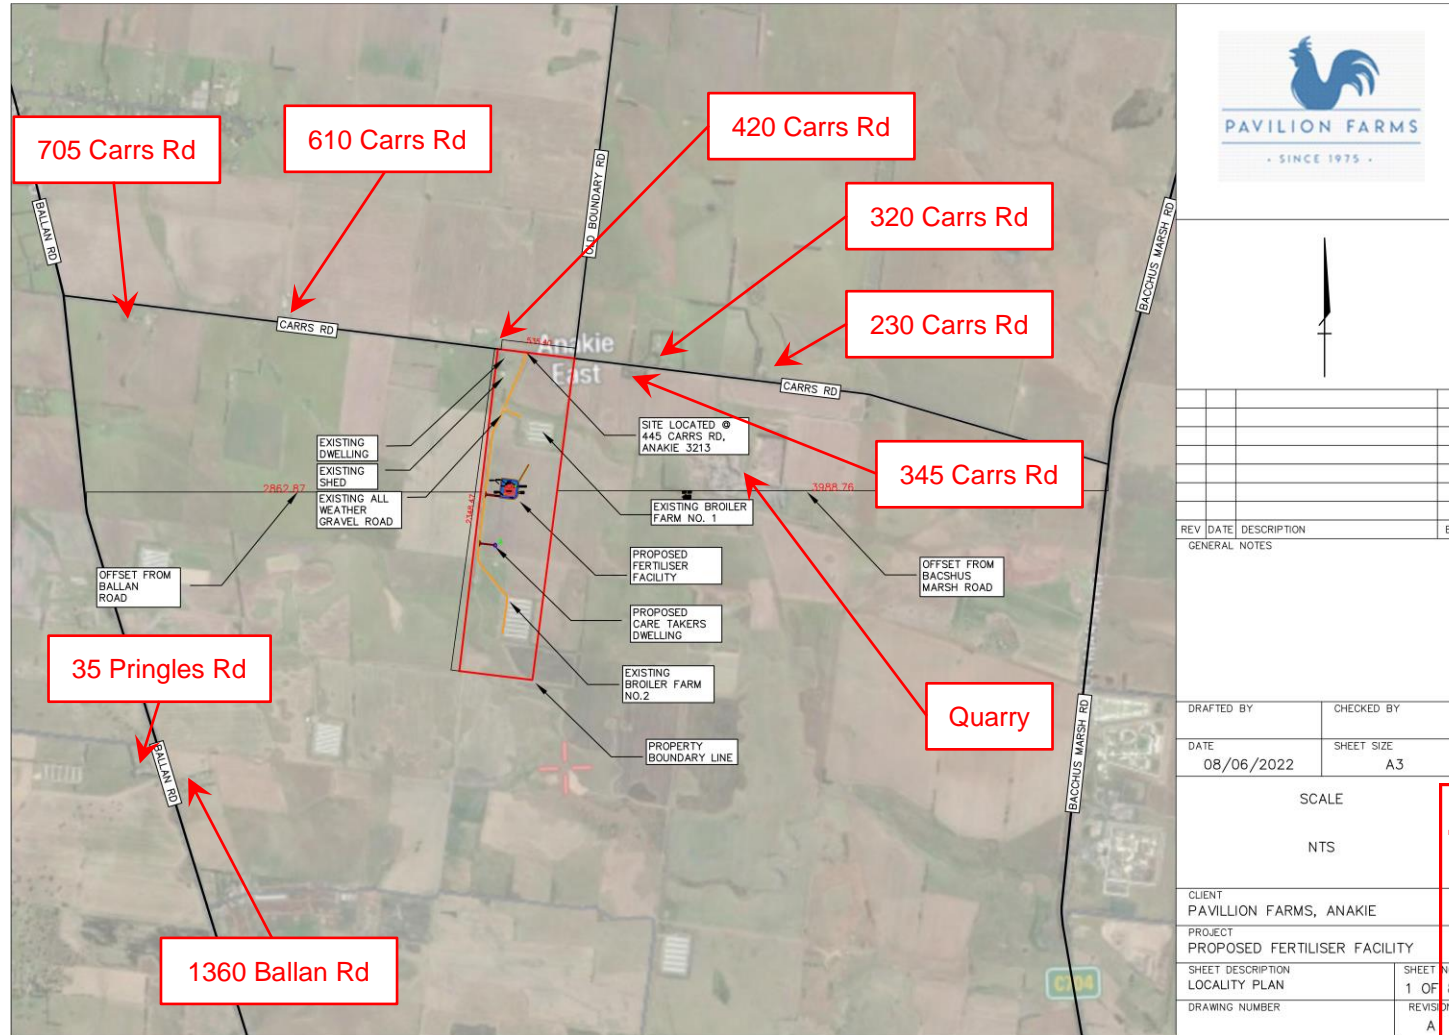 PAVILION FARMS
· SINCE 1975 ·
705 Carrs Rd
610 Carrs Rd
420 Carrs Rd
320 Carrs Rd
230 Carrs Rd
345 Carrs Rd
Quarry
35 Pringles Rd
1360 Ballan Rd
BALLAN RD
OLD BOUNDARY RD
BACCHUS MARSH RD
CARRS RD
CARRS RD
535.40
Anakie
East
SITE LOCATED @
445 CARRS RD,
ANAKIE 3213
EXISTING
DWELLING
EXISTING
SHED
EXISTING ALL
WEATHER
GRAVEL ROAD
2862.87
3988.76
EXISTING BROILER
FARM NO. 1
PROPOSED
FERTILISER
FACILITY
OFFSET FROM
BACSHUS
MARSH ROAD
OFFSET FROM
BALLAN
ROAD
PROPOSED
CARE TAKERS
DWELLING
EXISTING
BROILER FARM
NO.2
PROPERTY
BOUNDARY LINE
BALLAN RD
BACCHUS MARSH RD
C704
REV DATE DESCRIPTION
GENERAL NOTES
DRAFTED BY
CHECKED BY
DATE
08/06/2022
SHEET SIZE
A3
SCALE
NTS
CLIENT
PAVILLION FARMS, ANAKIE
PROJECT
PROPOSED FERTILISER FACILITY
SHEET DESCRIPTION
LOCALITY PLAN
SHEET
1 OF
DRAWING NUMBER
REVISION
A